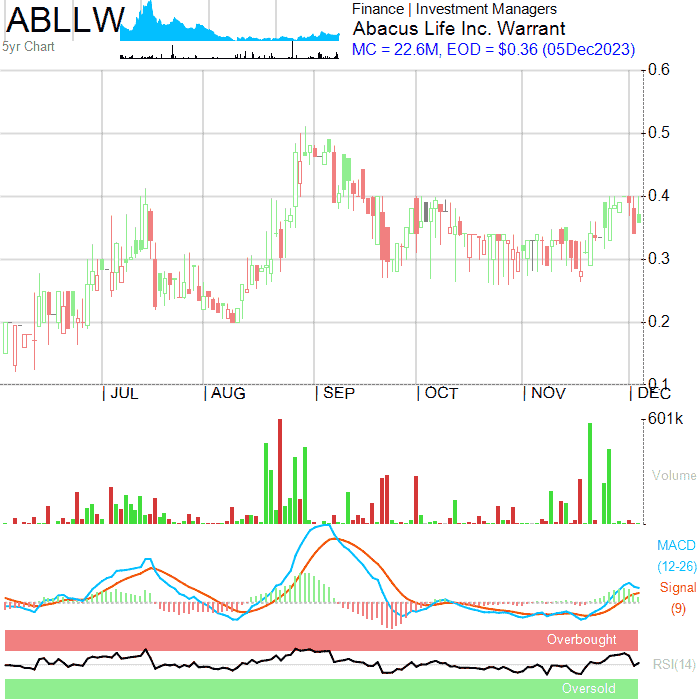 ABLLW
5yr Chart
Finance | Investment Managers
Abacus Life Inc. Warrant
MC = 22.6M, EOD = $0.36 (05Dec2023)
0.6
0.5
0.4
0.3
0.2
0.1
| JUL | AUG | SEP | OCT | NOV | DEC
601k
Volume
MACD
(12-26)
Signal
(9)
Overbought
RSI(14)
Oversold